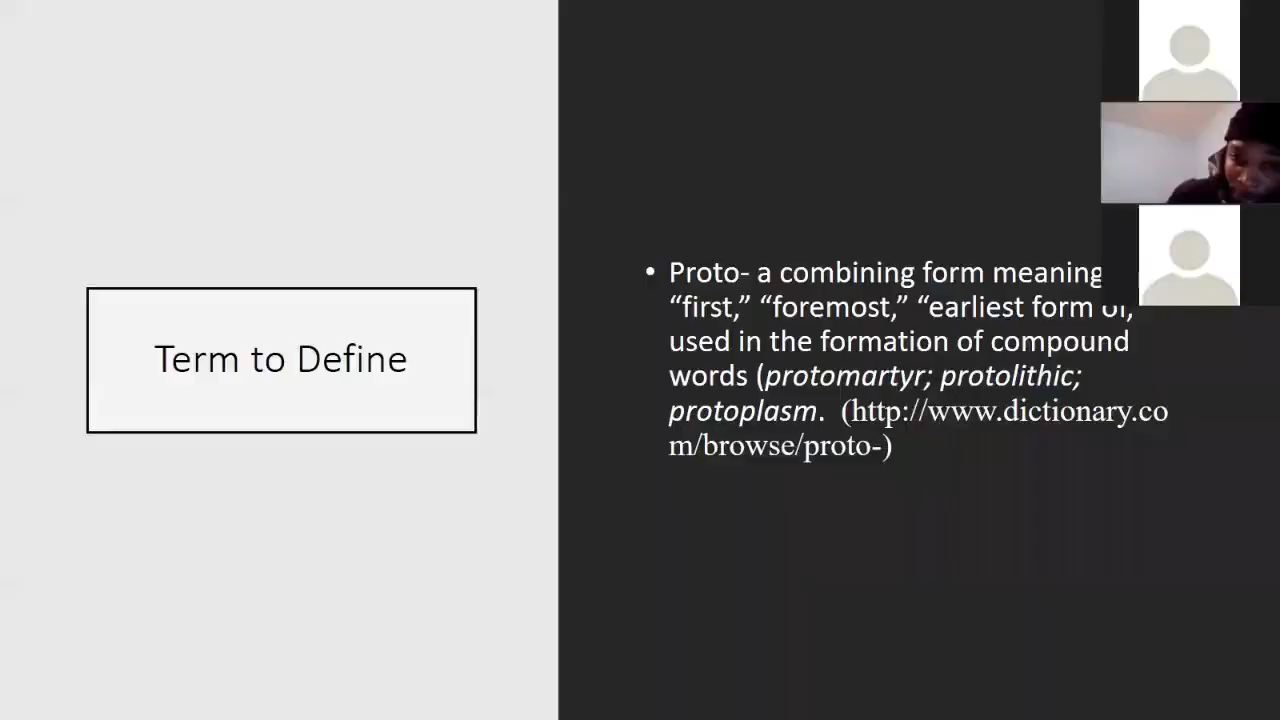 Term to Define
• Proto- a combining form meaning
“first,” “foremost,” “earliest form of,
used in the formation of compound
words (protomartyr; protolithic;
protoplasm.  (http://www.dictionary.co
m/browse/proto-)